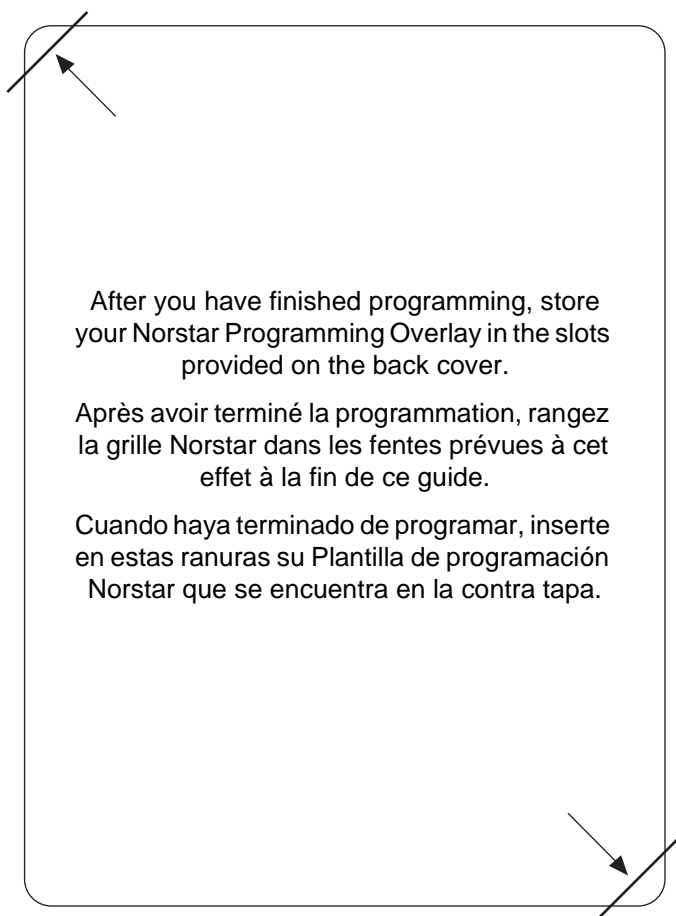 After you have finished programming, store
your Norstar Programming Overlay in the slots
provided on the back cover.
Après avoir terminé la programmation, rangez
la grille Norstar dans les fentes prévues à cet
effet à la fin de ce guide.
Cuando haya terminado de programar, inserte
en estas ranuras su Plantilla de programación
Norstar que se encuentra en la contra tapa.